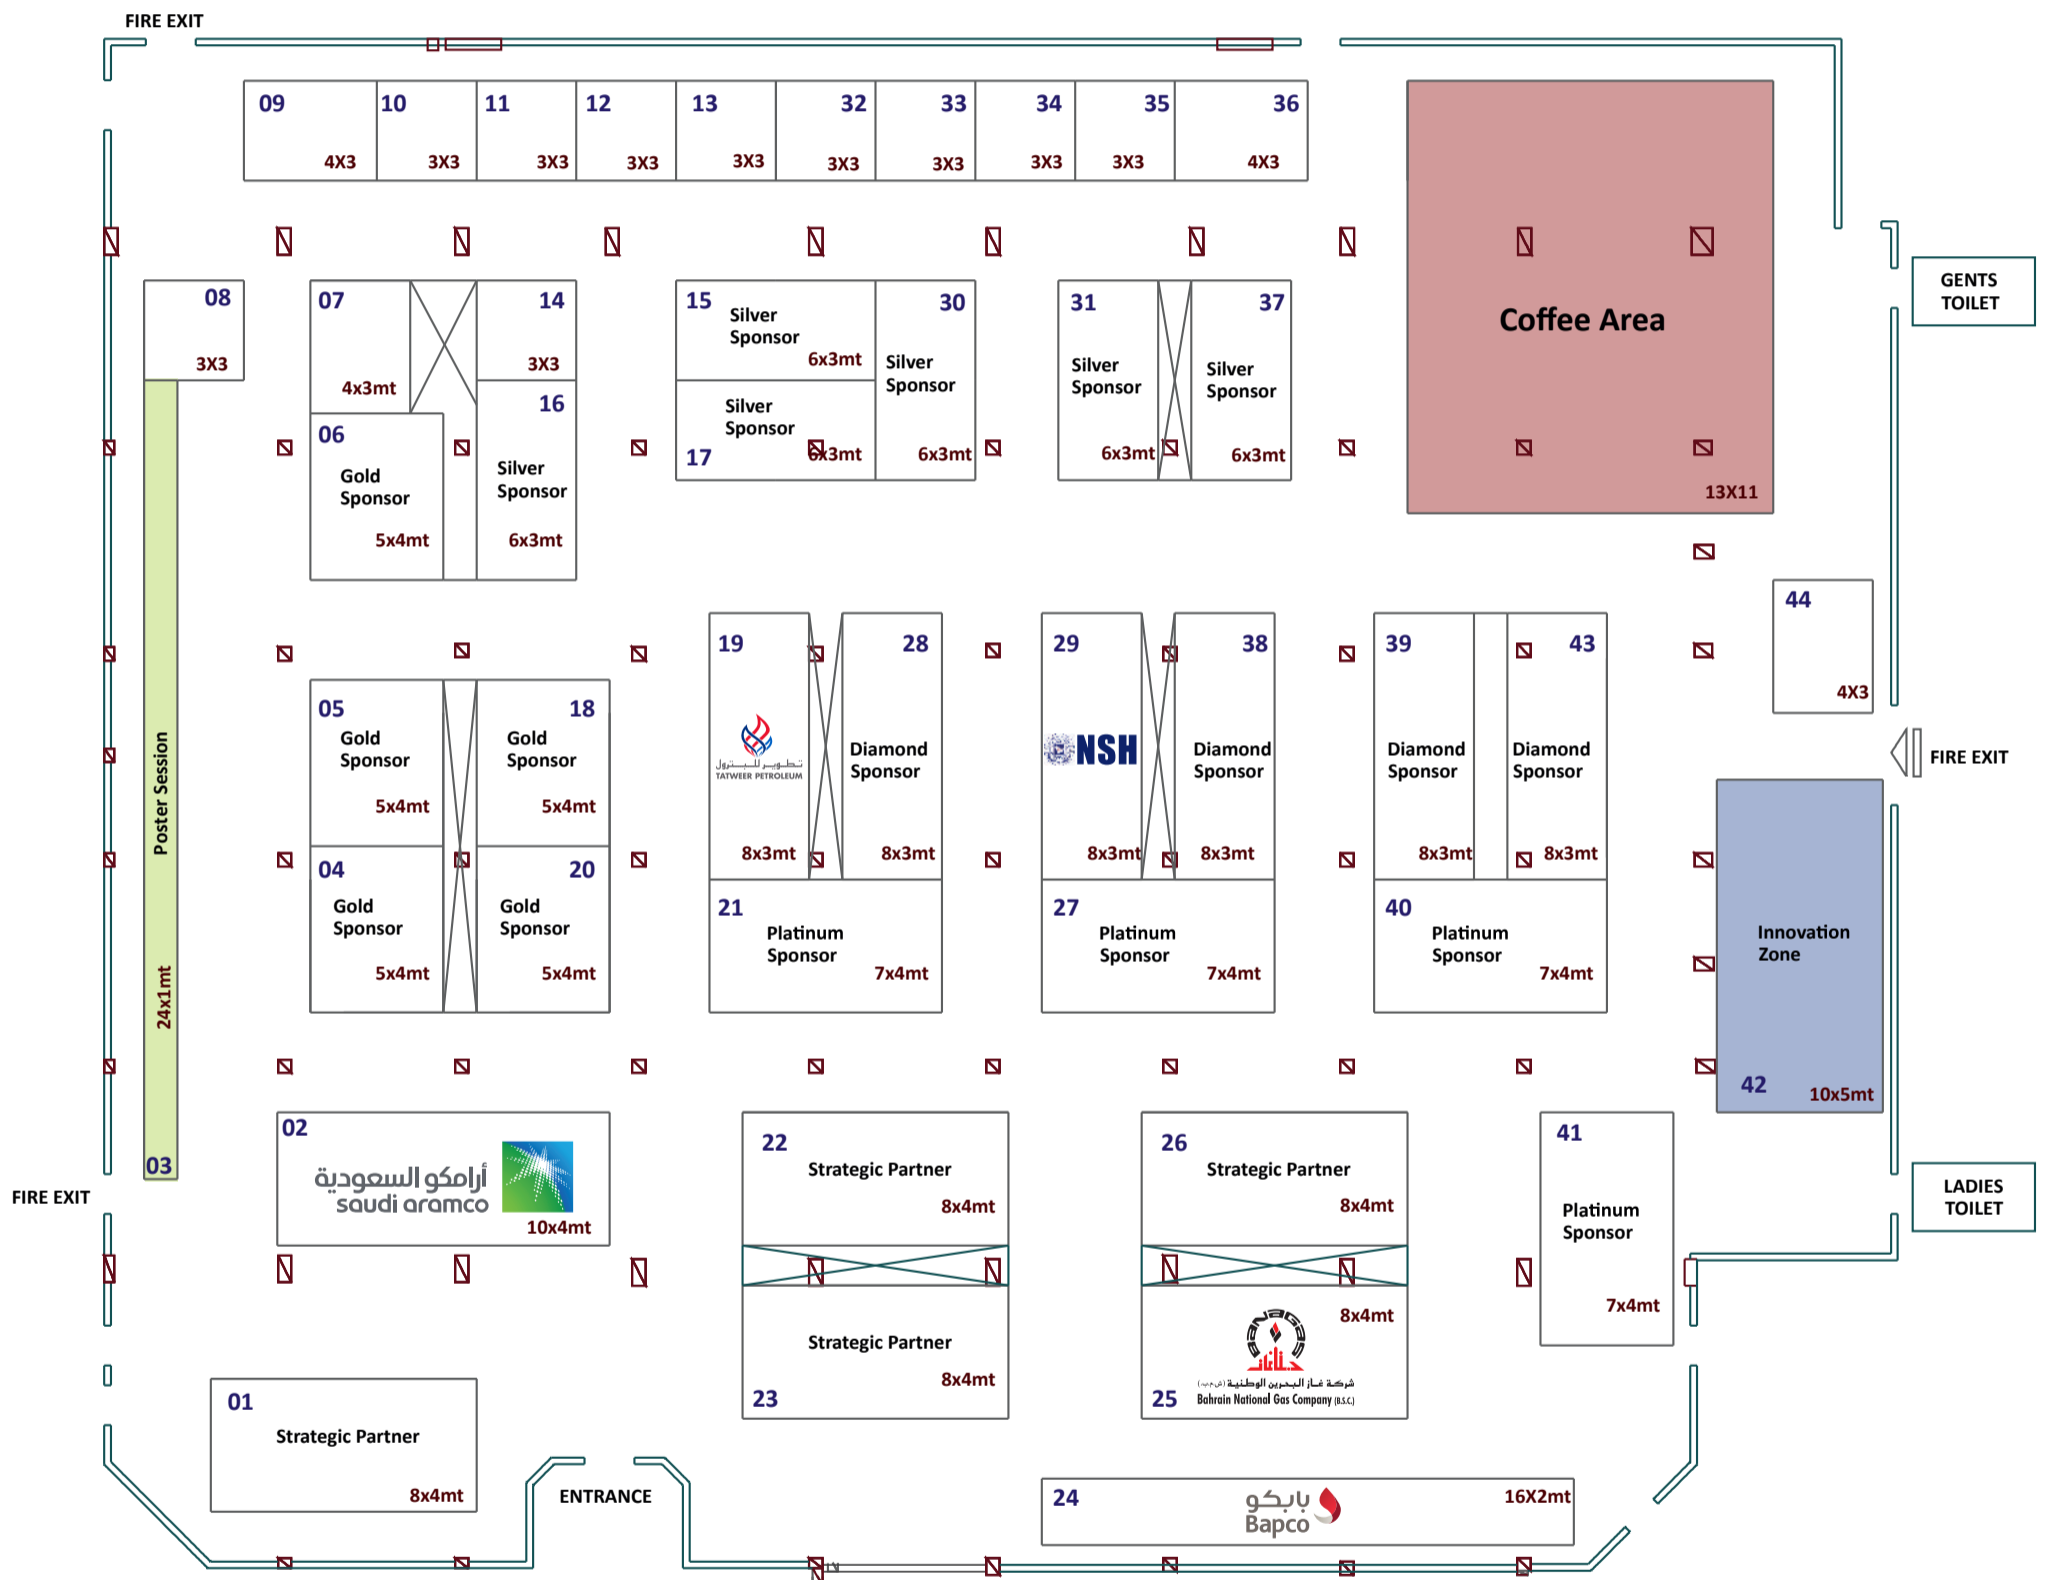 FIRE EXIT
09
10
11
12
13
32
33
34
35
36
4X3
3X3
3X3
3X3
3X3
3X3
3X3
3X3
3X3
4X3
Coffee Area
13X11
GENTS
TOILET
08
3X3
07
4x3mt
14
3X3
06
Gold
Sponsor
5x4mt
16
Silver
Sponsor
6x3mt
15
Silver
Sponsor
6x3mt
17
Silver
Sponsor
6x3mt
30
Silver
Sponsor
6x3mt
31
Silver
Sponsor
6x3mt
37
Silver
Sponsor
6x3mt
44
4X3
FIRE EXIT
Poster Session
24x1mt
03
05
Gold
Sponsor
5x4mt
18
Gold
Sponsor
5x4mt
04
Gold
Sponsor
5x4mt
20
Gold
Sponsor
5x4mt
19
تطوير للبترول
TATWEER PETROLEUM
8x3mt
28
Diamond
Sponsor
8x3mt
21
Platinum
Sponsor
7x4mt
29
NSH
8x3mt
38
Diamond
Sponsor
8x3mt
27
Platinum
Sponsor
7x4mt
39
Diamond
Sponsor
8x3mt
43
Diamond
Sponsor
8x3mt
40
Platinum
Sponsor
7x4mt
Innovation
Zone
42
10x5mt
FIRE EXIT
02
أرامكو السعودية
saudi aramco
10x4mt
22
Strategic Partner
8x4mt
23
Strategic Partner
8x4mt
26
Strategic Partner
8x4mt
25
8x4mt
BANAGAS
بناغاز
شركة غاز البحرين الوطنية (ش.م.ب)
Bahrain National Gas Company (B.S.C.)
41
Platinum
Sponsor
7x4mt
LADIES
TOILET
01
Strategic Partner
8x4mt
ENTRANCE
24
بابكو
Bapco
16X2mt